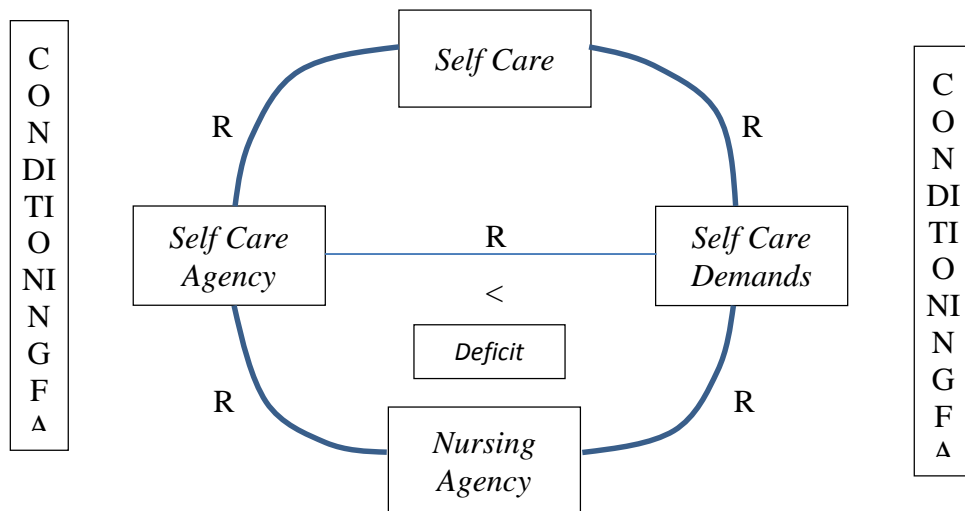 C
O
N
DI
TI
O
NI
N
G
F
A
Self Care
R
R
Self Care
Agency
R
Self Care
Demands
<
Deficit
R
R
Nursing
Agency
C
O
N
DI
TI
O
NI
N
G
F
A